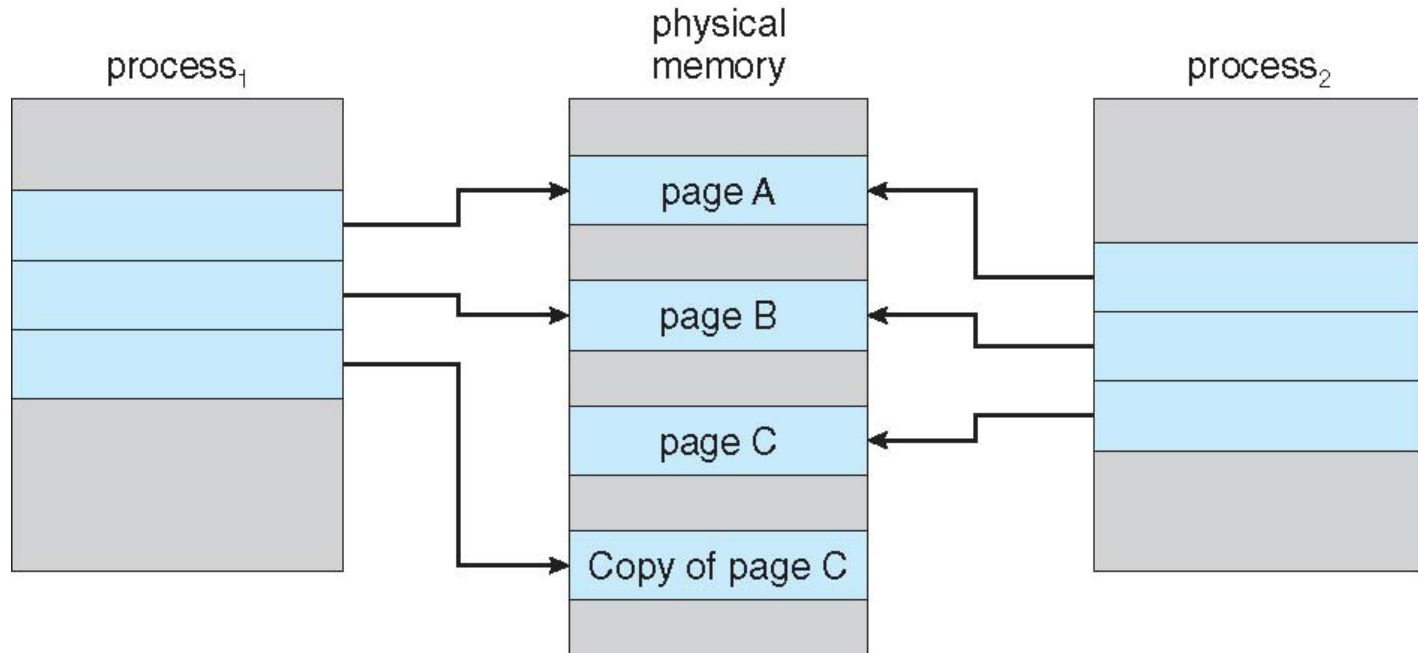 process₁
physical
memory
process₂
page A
page B
page C
Copy of page C